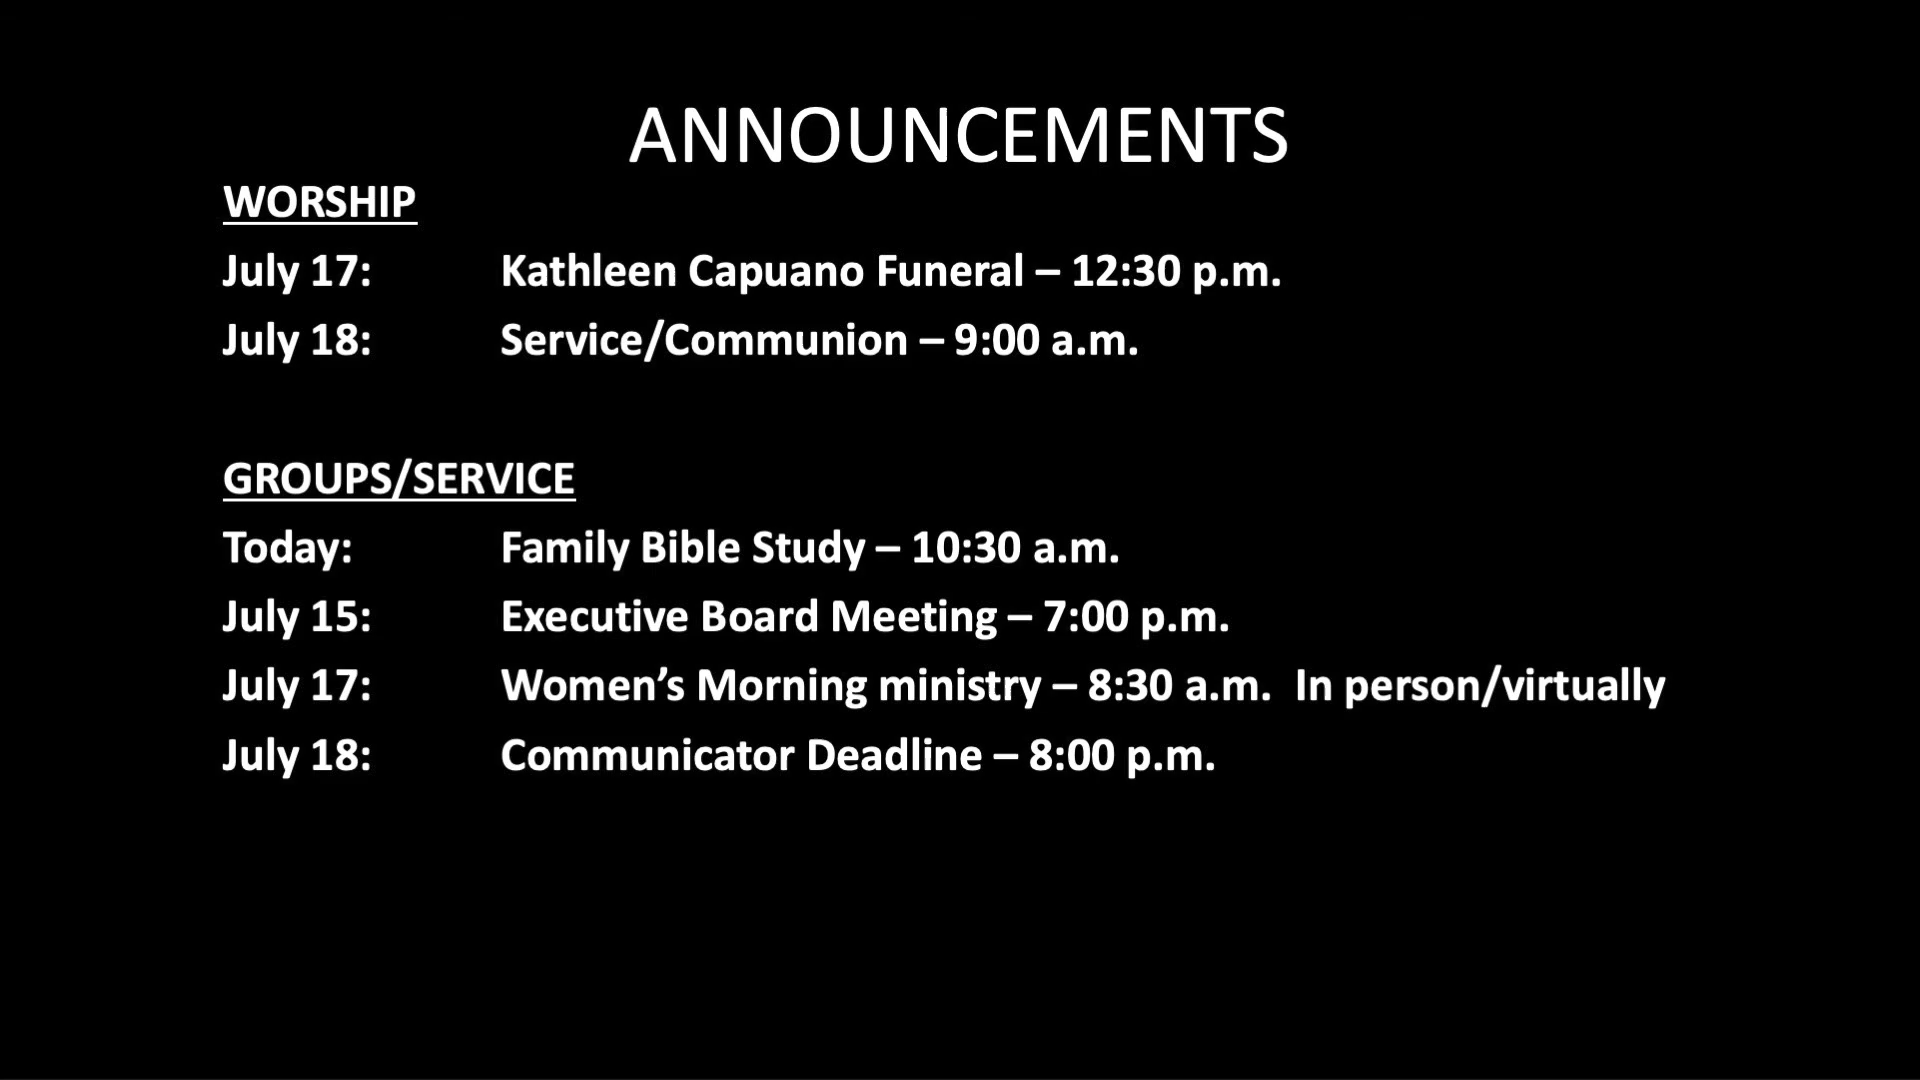 ANNOUNCEMENTS
WORSHIP
July 17: Kathleen Capuano Funeral – 12:30 p.m.
July 18: Service/Communion – 9:00 a.m.
GROUPS/SERVICE
Today: Family Bible Study – 10:30 a.m.
July 15: Executive Board Meeting – 7:00 p.m.
July 17: Women’s Morning ministry – 8:30 a.m. In person/virtually
July 18: Communicator Deadline – 8:00 p.m.